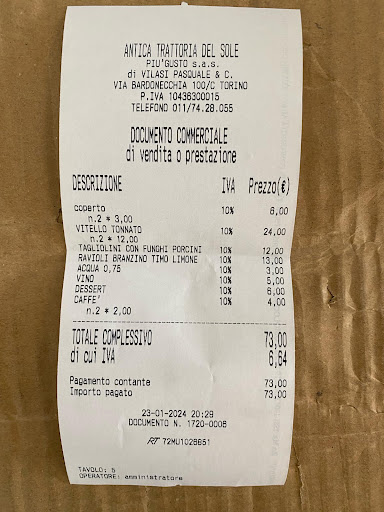 ANTICA TRATTORIA DEL SOLE
PIU'GUSTO s.a.s.
di VILASI PASQUALE & C.
VIA BARDONECCHIA 100/C TORINO
P.IVA 10436300015
TELEFONO 011/74.28.055
DOCUMENTO COMMERCIALE
di vendita o prestazione
DESCRIZIONE IVA Prezzo(€)
coperto 10% 6,00
n.2 * 3,00
VITELLO TONNATO 10% 24,00
n.2 * 12,00
TAGLIOLINI CON FUNGHI PORCINI 10% 12,00
RAVIOLI BRANZINO TIMO LIMONE 10% 13,00
ACQUA 0,75 10% 3,00
VINO 10% 5,00
DESSERT 10% 6,00
CAFFE' 10% 4,00
n.2 * 2,00
TOTALE COMPLESSIVO 73,00
di cui IVA 6,64
Pagamento contante 73,00
Importo pagato 73,00
23-01-2024 20:29
DOCUMENTO N. 1720-0006
RT 72MU1026651
TAVOLO: 5
OPERATORE: amministratore